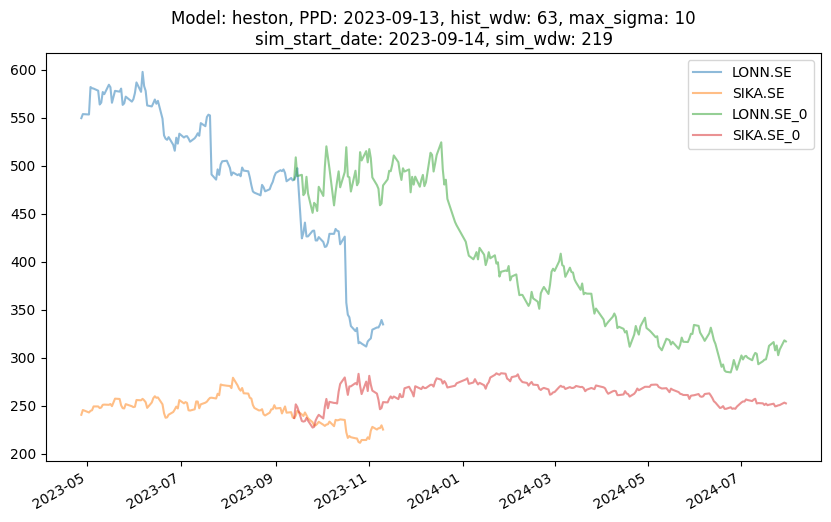 Model: heston, PPD: 2023-09-13, hist_wdw: 63, max_sigma: 10
sim_start_date: 2023-09-14, sim_wdw: 219
LONN.SE
SIKA.SE
LONN.SE_0
SIKA.SE_0
600
550
500
450
400
350
300
250
200
2023-05
2023-07
2023-09
2023-11
2024-01
2024-03
2024-05
2024-07